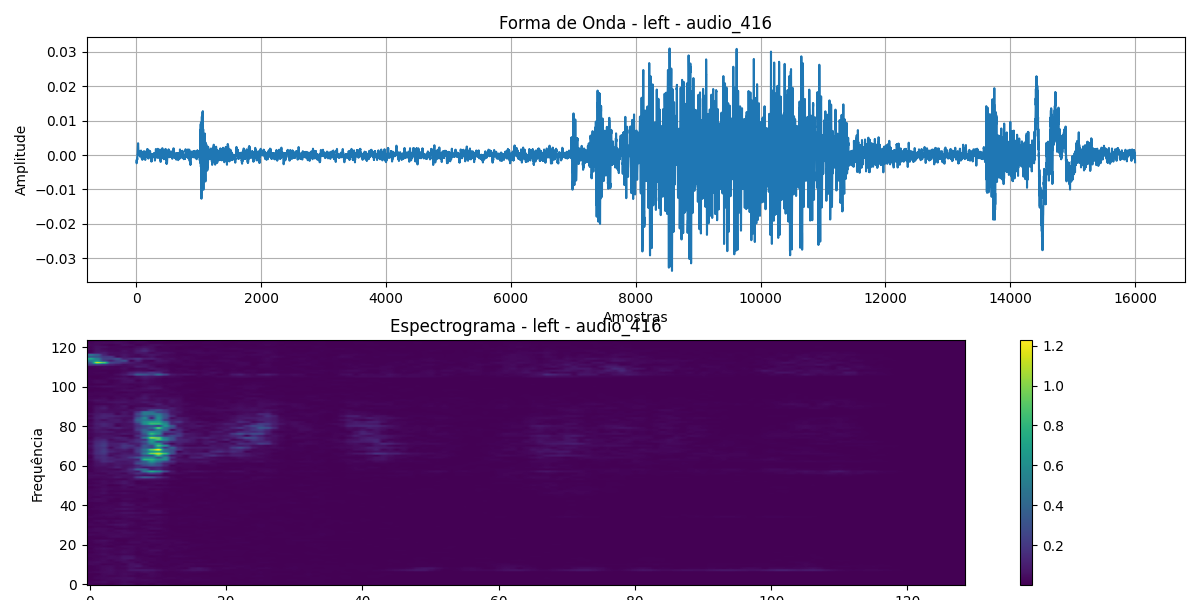 Forma de Onda - left - audio_416
Amplitude
0.03
0.02
0.01
0.00
−0.01
−0.02
−0.03
0 2000 4000 6000 8000 10000 12000 14000 16000
Amostras
Espectrograma - left - audio_416
Frequência
120
100
80
60
40
20
0
0 20 40 60 80 100 120
1.2
1.0
0.8
0.6
0.4
0.2